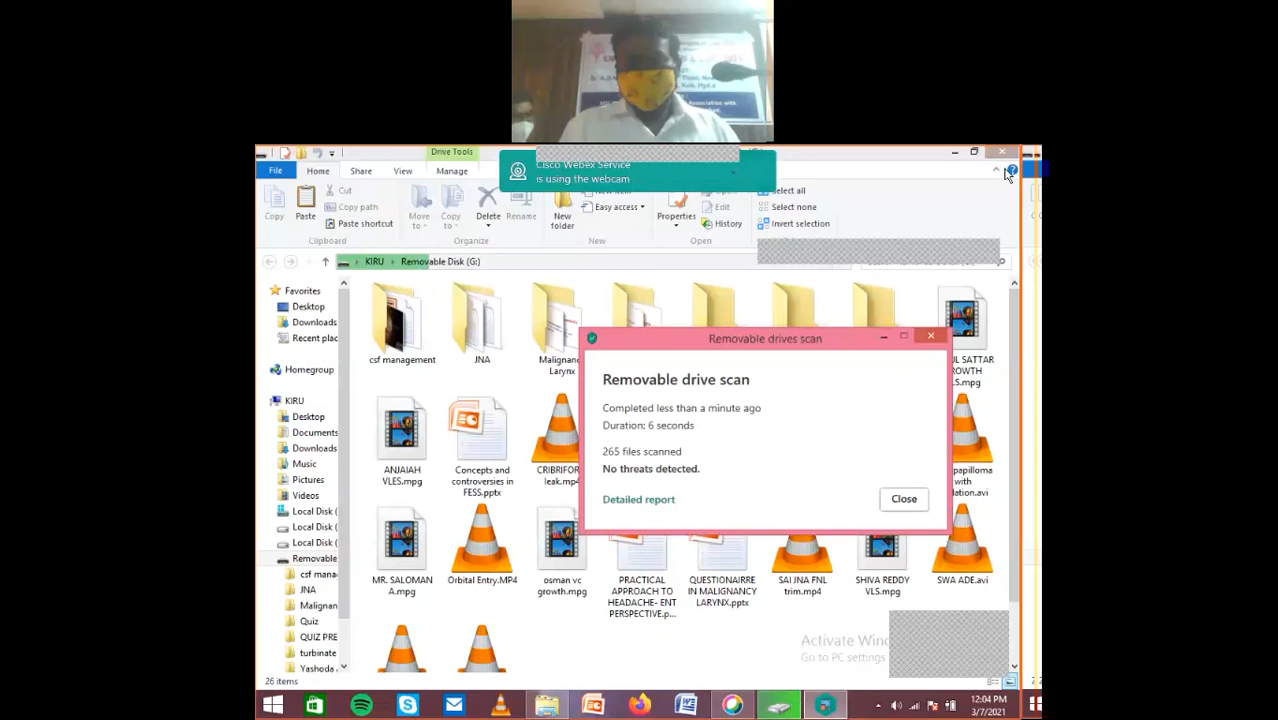 Drive Tools
Cisco Webex Service
is using the webcam
File
Home
Share
View
Manage
Cut
Copy path
Paste shortcut
Copy
Paste
Clipboard
Move
to
Copy
to
Delete
Rename
Organize
New
folder
Easy access
New
Properties
Edit
History
Open
Select all
Select none
Invert selection
KIRU
Removable Disk (G:)
Favorites
Desktop
Downloads
Recent plac
Homegroup
KIRU
Desktop
Documents
Downloads
Music
Pictures
Videos
Local Disk (
Local Disk (
Local Disk (
Removable
csf mana
JNA
Malignan
Quiz
QUIZ PRE
turbinate
Yashoda
csf management
JNA
Malignanc
Larynx
L SATTAR
ROWTH
LS.mpg
ANJAIAH
VLES.mpg
Concepts and
controversies in
FESS.pptx
CRIBRIFOR
leak.mp4
papilloma
with
lation.avi
MR. SALOMAN
A.mpg
Orbital Entry.MP4
osman vc
growth.mpg
PRACTICAL
APPROACH TO
HEADACHE- ENT
PERSPECTIVE.p...
QUESTIONAIRRE
IN MALIGNANCY
LARYNX.pptx
SAI JNA FNL
trim.mp4
SHIVA REDDY
VLS.mpg
SWA ADE.avi
Removable drives scan
Removable drive scan
Completed less than a minute ago
Duration: 6 seconds
265 files scanned
No threats detected.
Detailed report
Close
Activate Wind
Go to PC settings
26 items
12:04 PM
3/7/2021